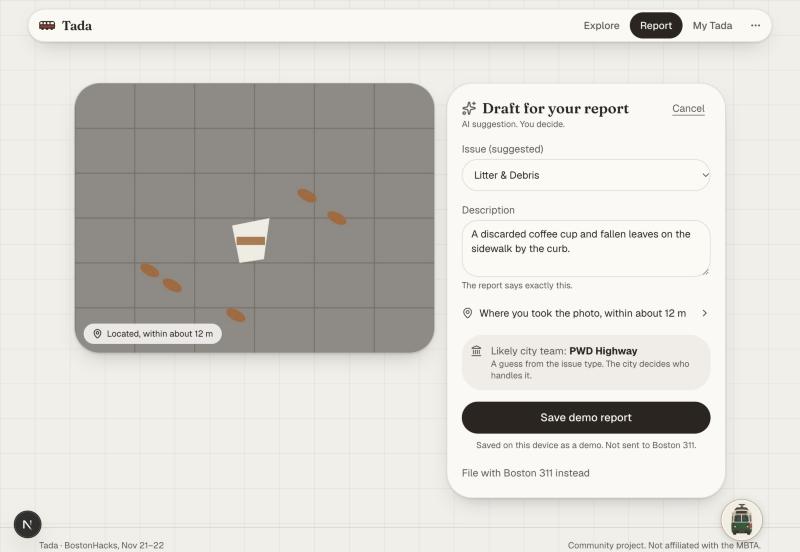 Tada
Explore
Report
My Tada
Draft for your report
Cancel
AI suggestion. You decide.
Issue (suggested)
Litter & Debris
Description
A discarded coffee cup and fallen leaves on the
sidewalk by the curb.
The report says exactly this.
Where you took the photo, within about 12 m
Located, within about 12 m
Likely city team: PWD Highway
A guess from the issue type. The city decides who
handles it.
Save demo report
Saved on this device as a demo. Not sent to Boston 311.
File with Boston 311 instead
N
Tada · BostonHacks, Nov 21–22
Community project. Not affiliated with the MBTA.